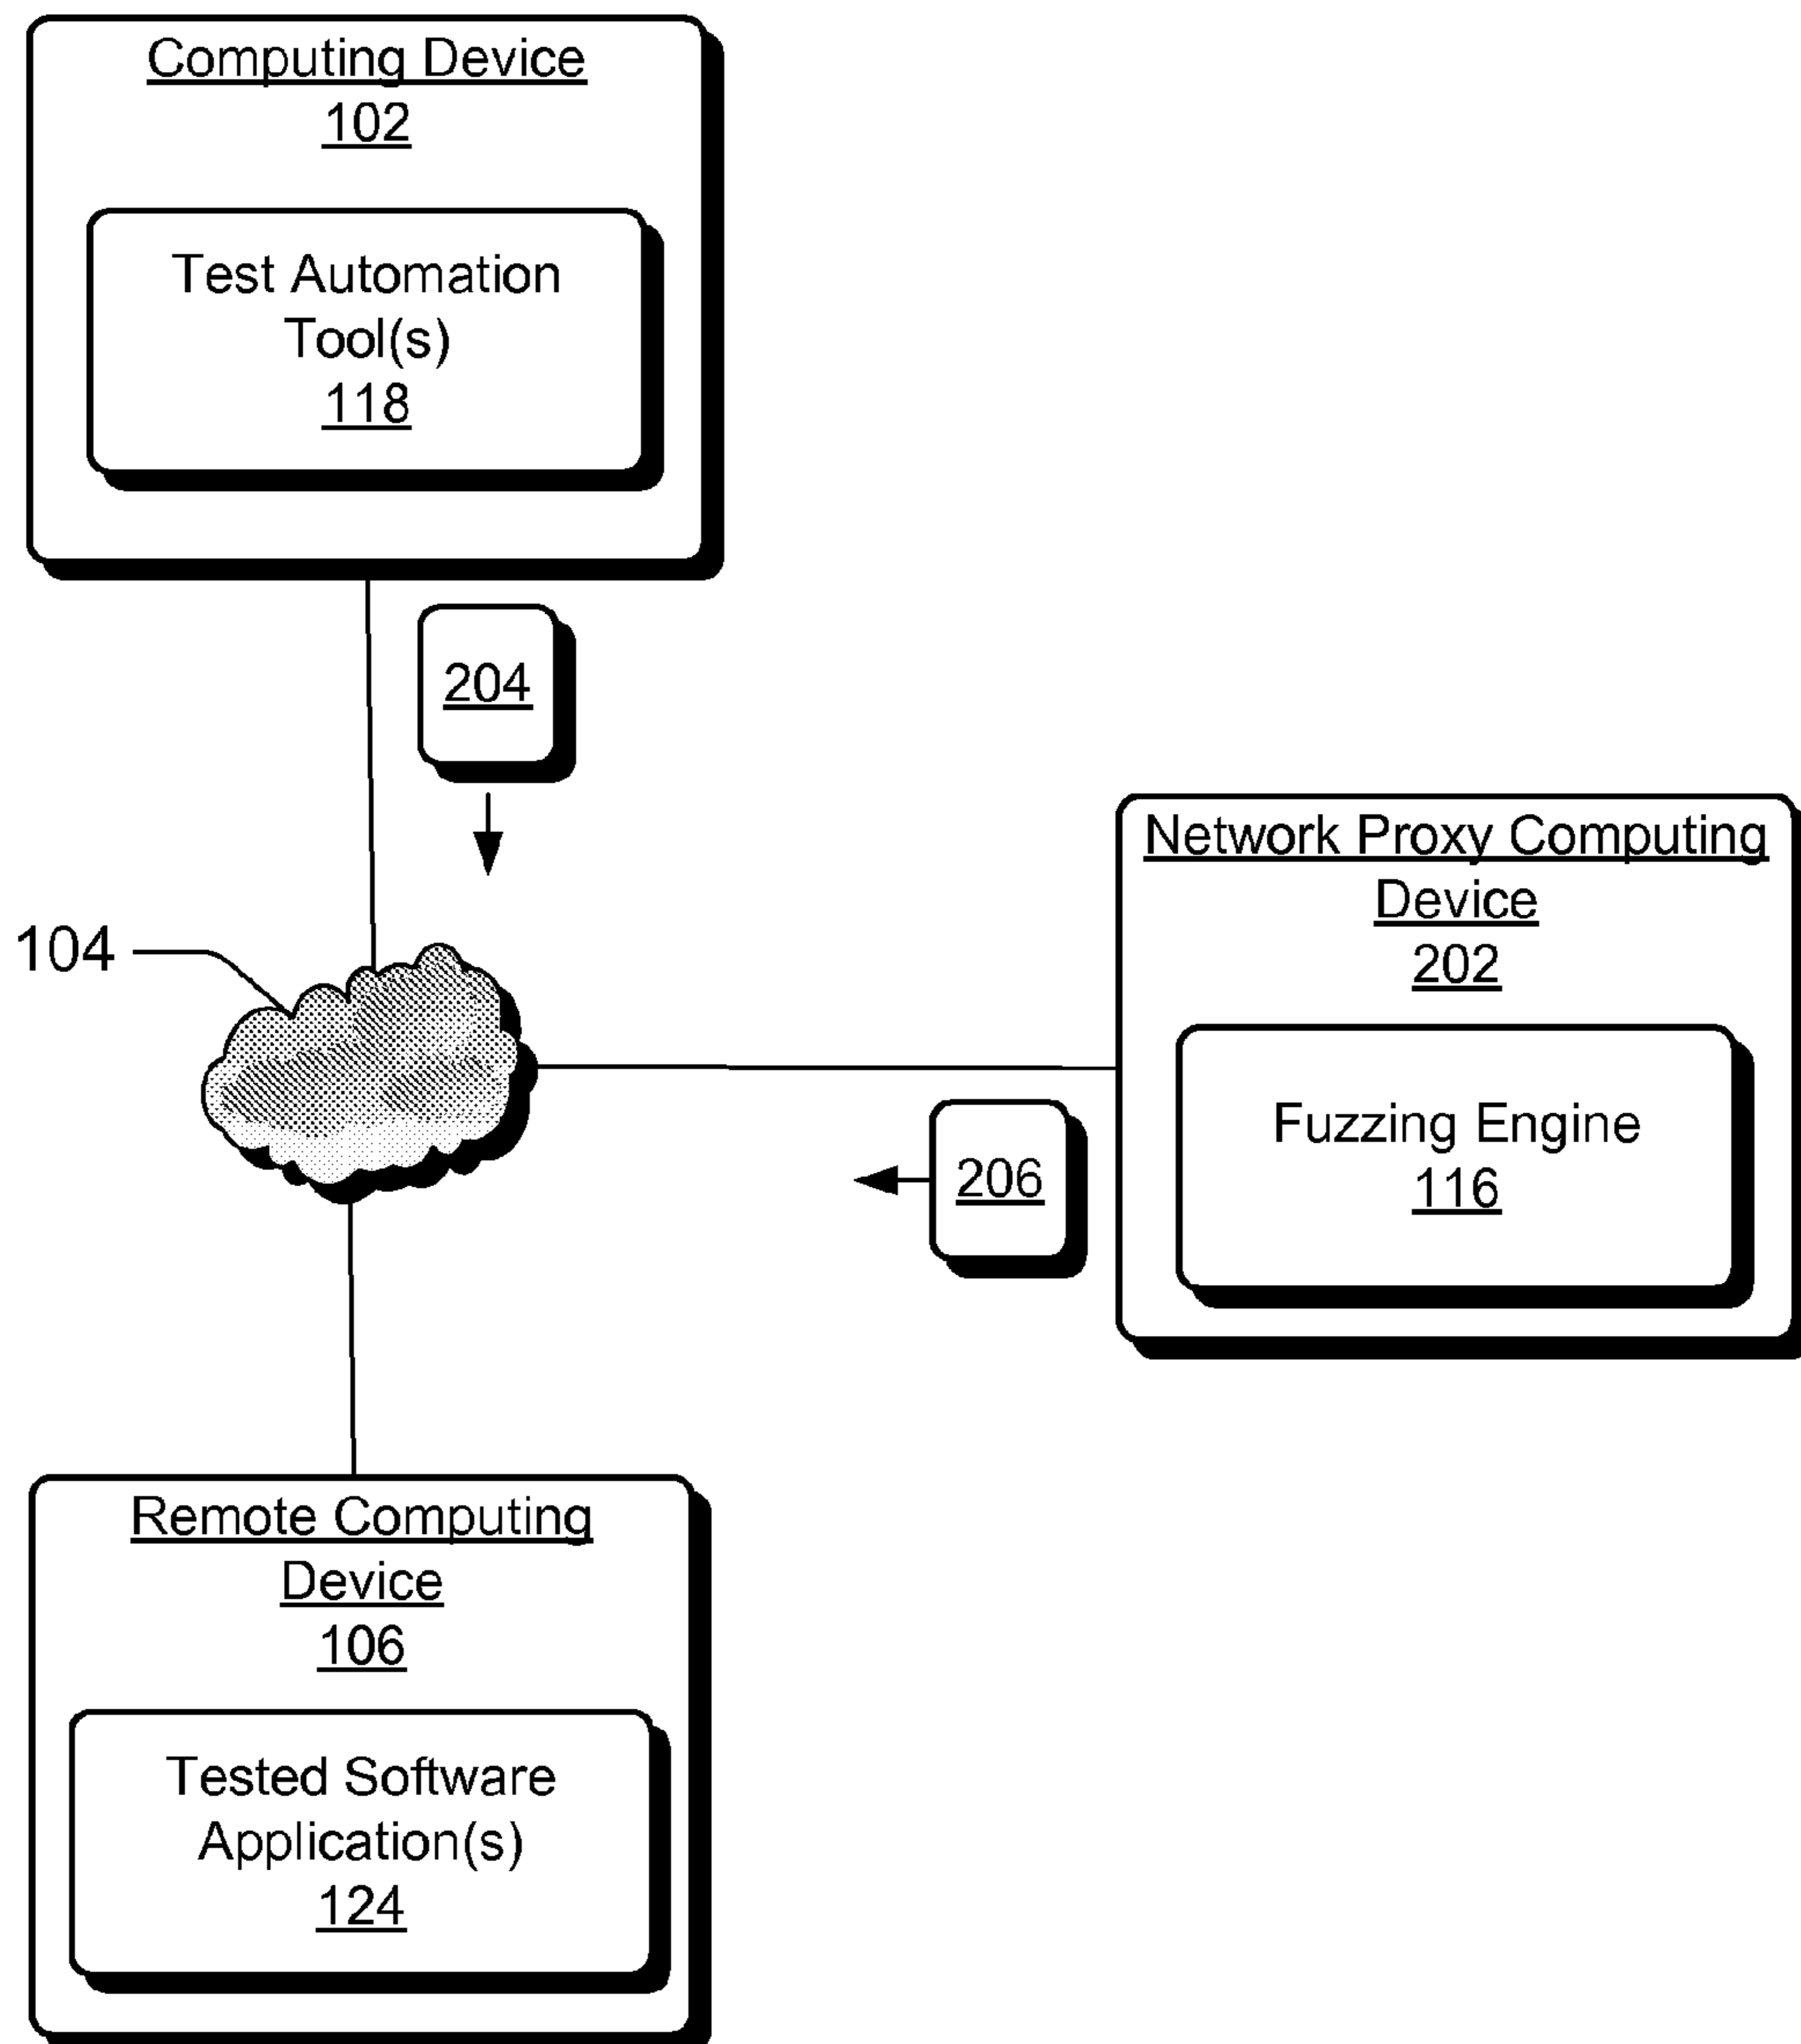 Computing Device
102
Test Automation
Tool(s)
118
204
104
Network Proxy Computing
Device
202
Fuzzing Engine
116
206
Remote Computing
Device
106
Tested Software
Application(s)
124